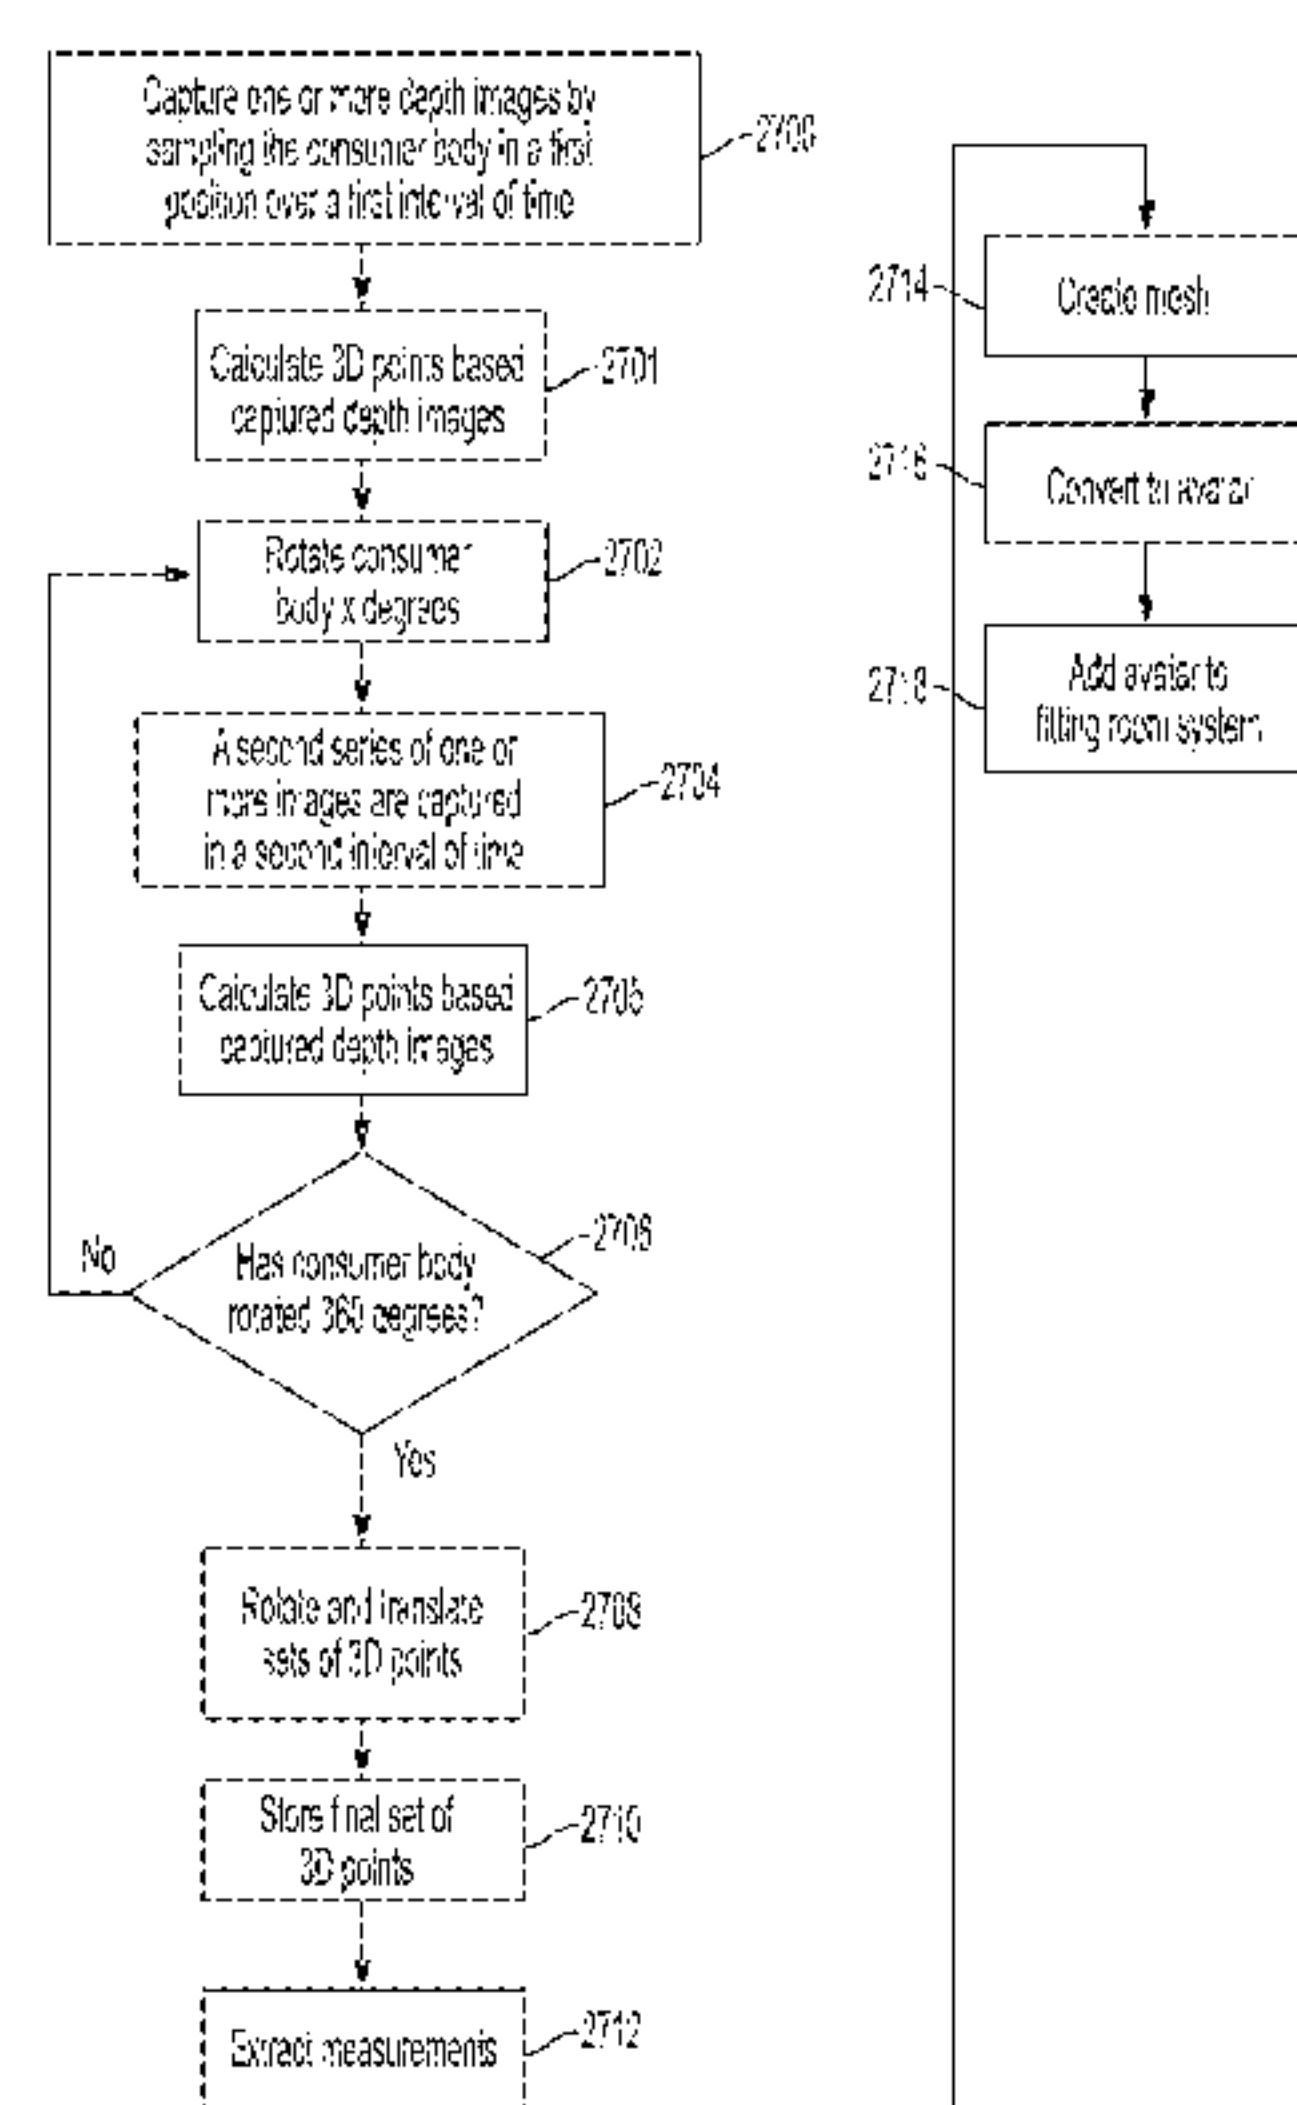 Capture one or more depth images by
sampling the consumer body in a first
position over a first interval of time
2700
Calculate 3D points based
captured depth images
2701
Rotate consumer
body x degrees
2702
A second series of one or
more images are captured
in a second interval of time
2704
Calculate 3D points based
captured depth images
2705
Has consumer body
rotated 360 degrees?
2706
No
Yes
Rotate and translate
sets of 3D points
2708
Store final set of
3D points
2710
Extract measurements
2712
2714
Create mesh
2716
Convert to avatar
2718
Add avatar to
fitting room system